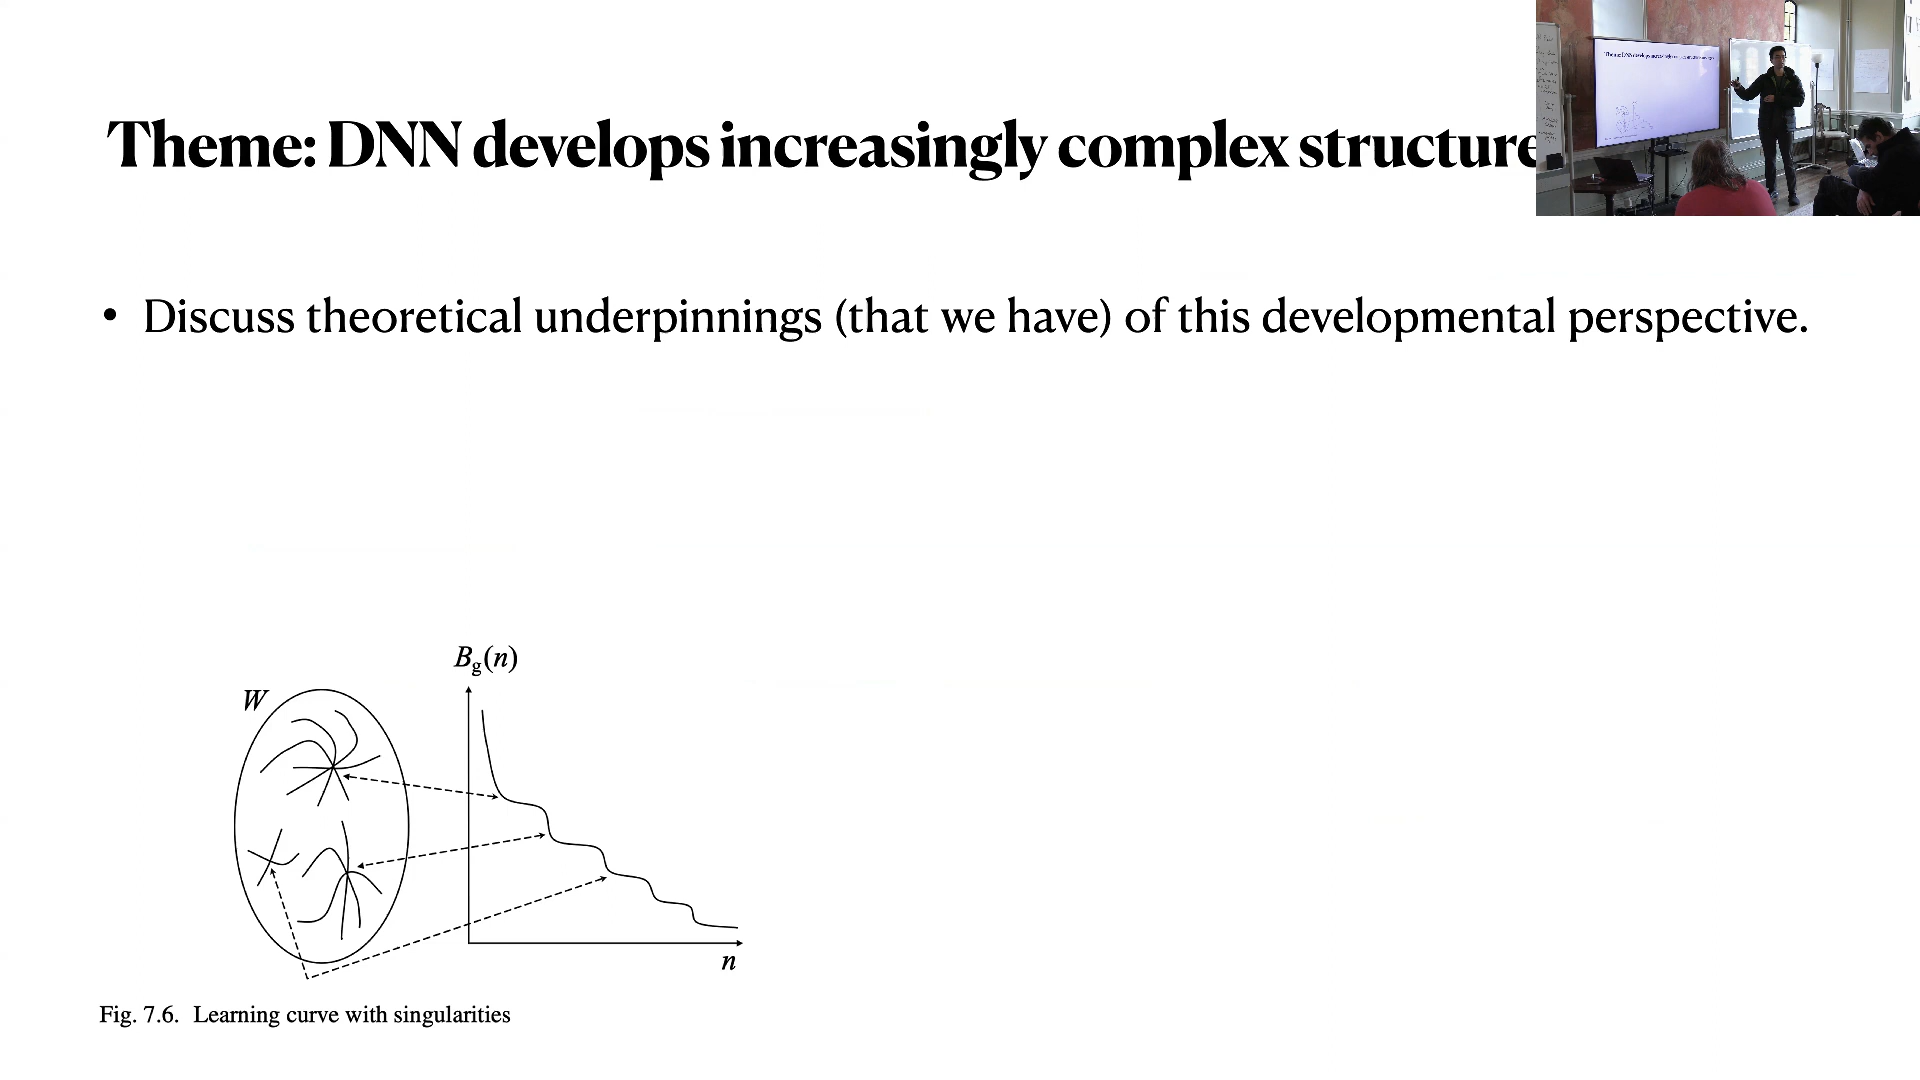 Theme: DNN develops increasingly complex structure
• Discuss theoretical underpinnings (that we have) of this developmental perspective.
B_g(n)
W
n
Fig. 7.6. Learning curve with singularities